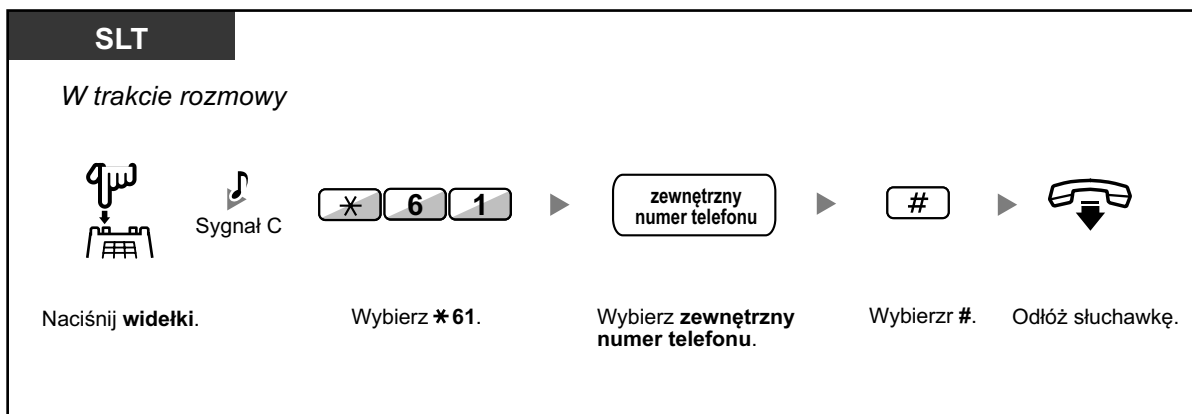 SLT
W trakcie rozmowy
Sygnał C
* 6 1
zewnętrzny
numer telefonu
#
Naciśnij widełki.
Wybierz *61.
Wybierz zewnętrzny
numer telefonu.
Wybierzr #.
Odłóż słuchawkę.